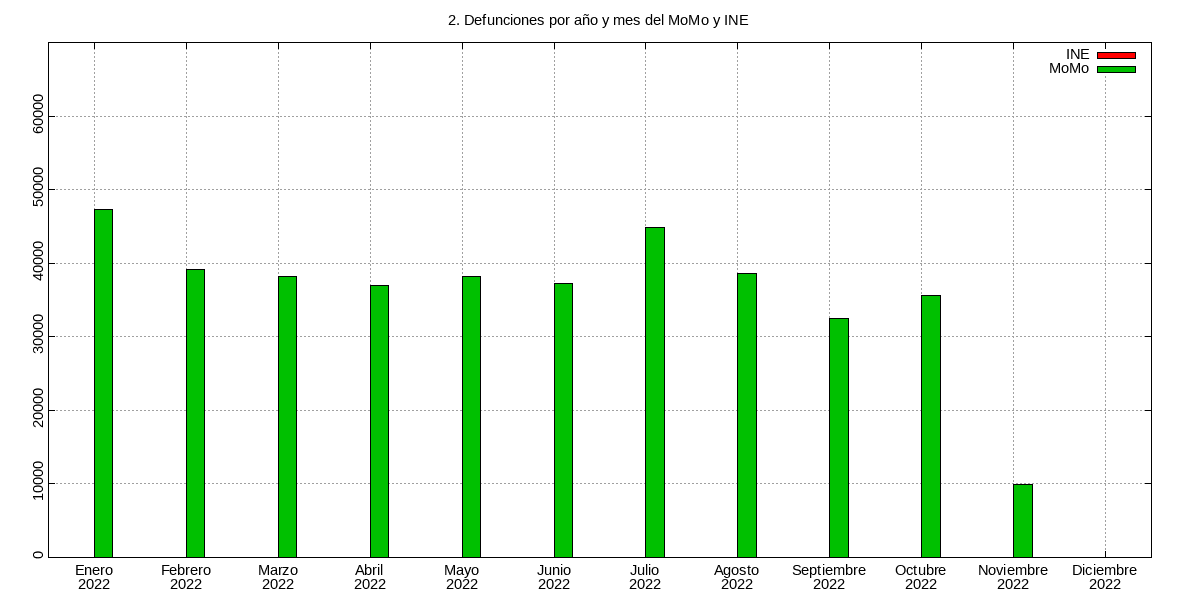 2. Defunciones por año y mes del MoMo y INE
INE
MoMo
60000
50000
40000
30000
20000
10000
0
Enero Febrero Marzo Abril Mayo Junio Julio Agosto Septiembre Octubre Noviembre Diciembre
2022 2022 2022 2022 2022 2022 2022 2022 2022 2022 2022 2022